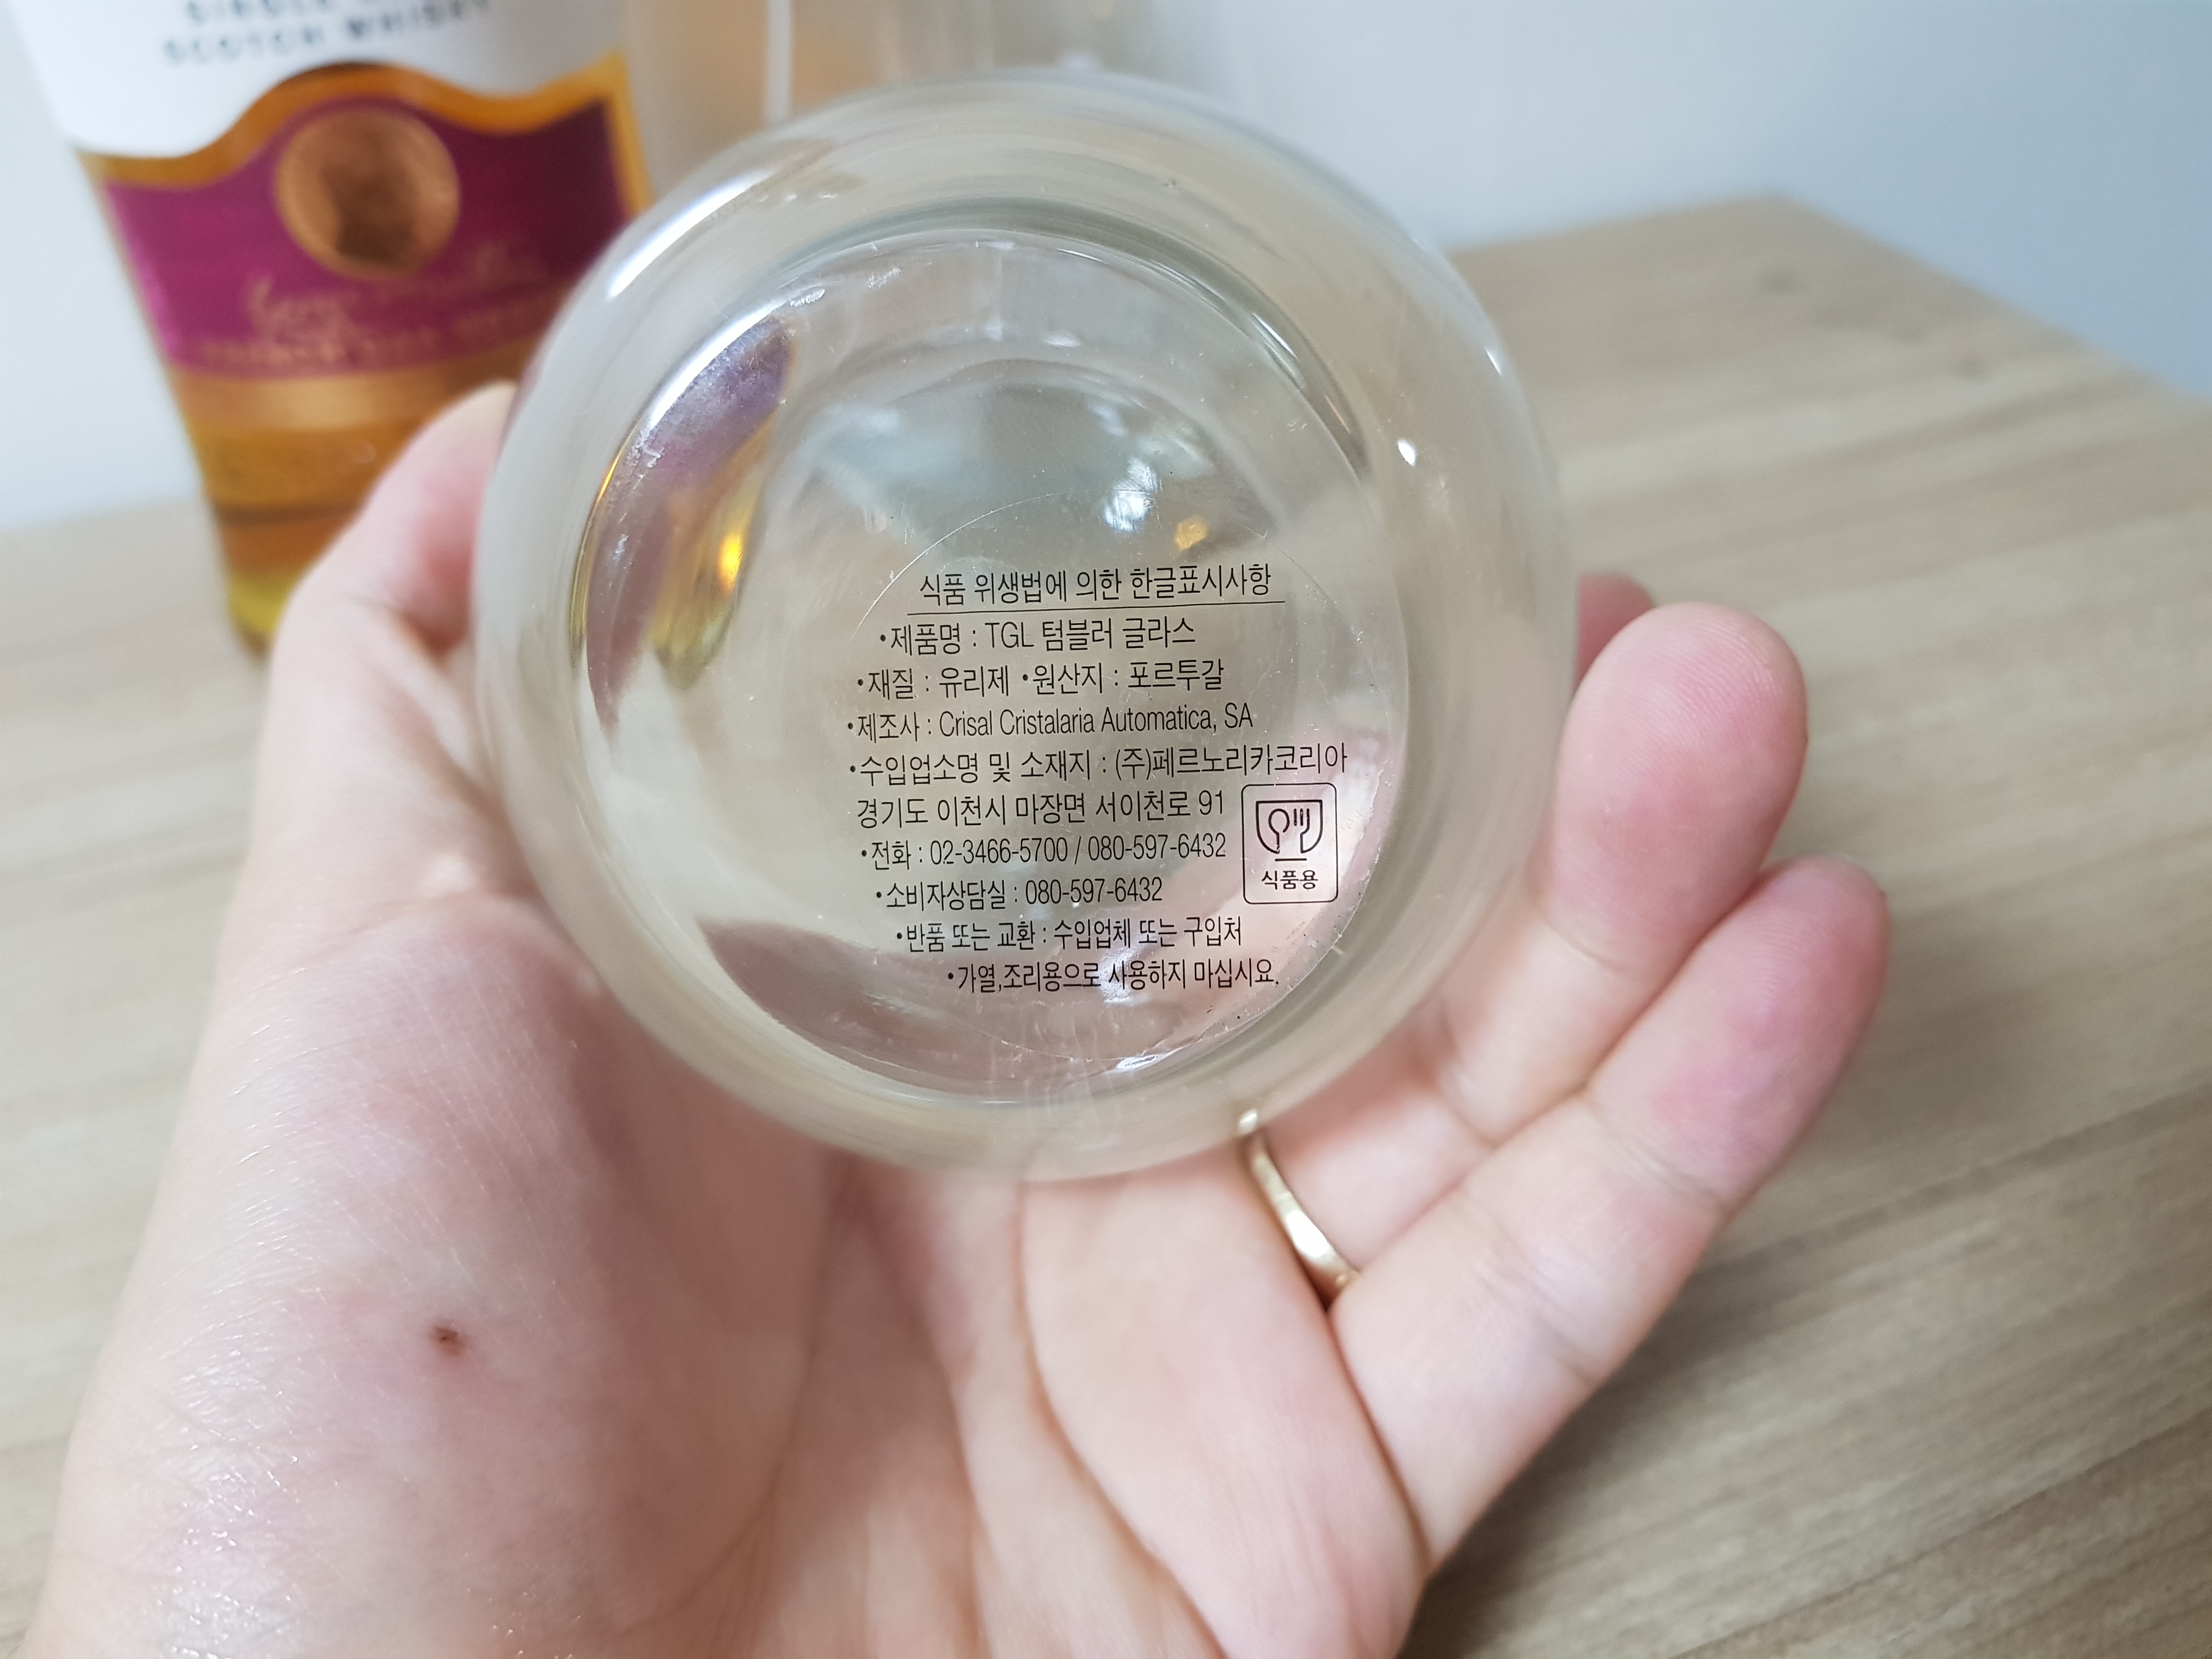 SINGLE
SCOTCH WHISKY
식품 위생법에 의한 한글표시사항
•제품명 : TGL 텀블러 글라스
•재질 : 유리제 •원산지 : 포르투갈
•제조사 : Crisal Cristalaria Automatica, SA
•수입업소명 및 소재지 : (주)페르노리카코리아
경기도 이천시 마장면 서이천로 91
•전화 : 02-3466-5700 / 080-597-6432
•소비자상담실 : 080-597-6432
식품용
•반품 또는 교환 : 수입업체 또는 구입처
•가열,조리용으로 사용하지 마십시요.